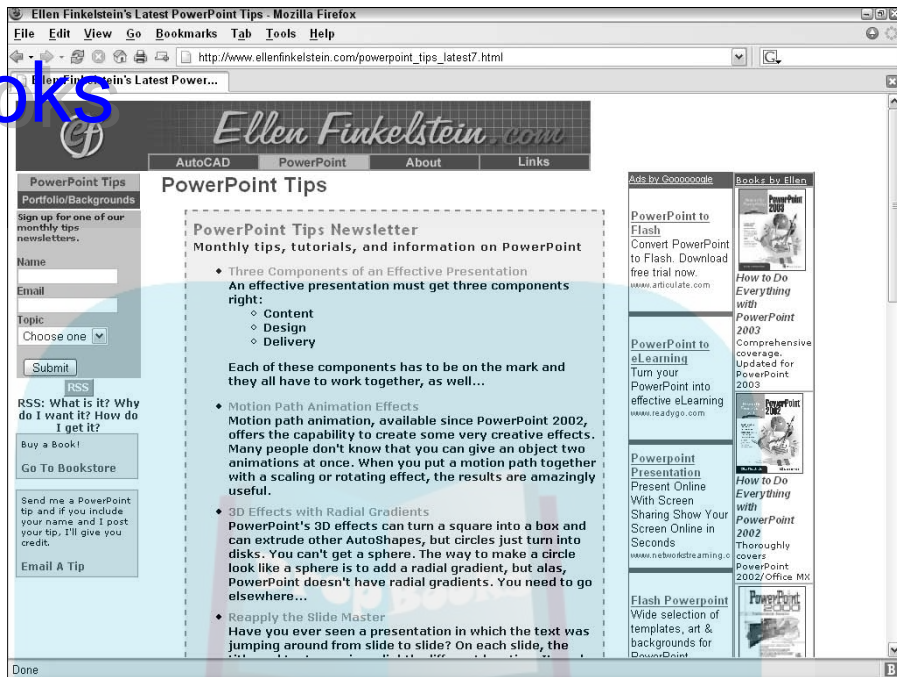 Ellen Finkelstein's Latest PowerPoint Tips - Mozilla Firefox
File Edit View Go Bookmarks Tab Tools Help
http://www.ellenfinkelstein.com/powerpoint_tips_latest7.html
G
Ellen Finkelstein's Latest Power...
oks
ef
Ellen Finkelstein.com
AutoCAD PowerPoint About Links
PowerPoint Tips
Portfolio/Backgrounds
Sign up for one of our
monthly tips
newsletters.
Name
Email
Topic
Choose one
Submit
RSS
RSS: What is it? Why
do I want it? How do
I get it?
Buy a Book!
Go To Bookstore
Send me a PowerPoint
tip and if you include
your name and I post
your tip, I'll give you
credit.
Email A Tip
PowerPoint Tips
PowerPoint Tips Newsletter
Monthly tips, tutorials, and information on PowerPoint
Three Components of an Effective Presentation
An effective presentation must get three components
right:
Content
Design
Delivery
Each of these components has to be on the mark and
they all have to work together, as well...
Motion Path Animation Effects
Motion path animation, available since PowerPoint 2002,
offers the capability to create some very creative effects.
Many people don't know that you can give an object two
animations at once. When you put a motion path together
with a scaling or rotating effect, the results are amazingly
useful.
3D Effects with Radial Gradients
PowerPoint's 3D effects can turn a square into a box and
can extrude other AutoShapes, but circles just turn into
disks. You can't get a sphere. The way to make a circle
look like a sphere is to add a radial gradient, but alas,
PowerPoint doesn't have radial gradients. You need to go
elsewhere...
Reapply the Slide Master
Have you ever seen a presentation in which the text was
jumping around from slide to slide? On each slide, the
Books
Ads by Goooooogle
PowerPoint to
Flash
Convert PowerPoint
to Flash. Download
free trial now.
www.articulate.com
PowerPoint to
eLearning
Turn your
PowerPoint into
effective eLearning
www.readygo.com
Powerpoint
Presentation
Present Online
With Screen
Sharing Show Your
Screen Online in
Seconds
www.networkstreaming.c
Flash Powerpoint
Wide selection of
templates, art &
backgrounds for
PowerPoint
Books by Ellen
PowerPoint
2003
How to Do
Everything
with
PowerPoint
2003
Comprehensive
coverage.
Updated for
PowerPoint
2003
PowerPoint
2002
How to Do
Everything
with
PowerPoint
2002
Thoroughly
covers
PowerPoint
2002/Office MX
PowerPoint
2000
Done